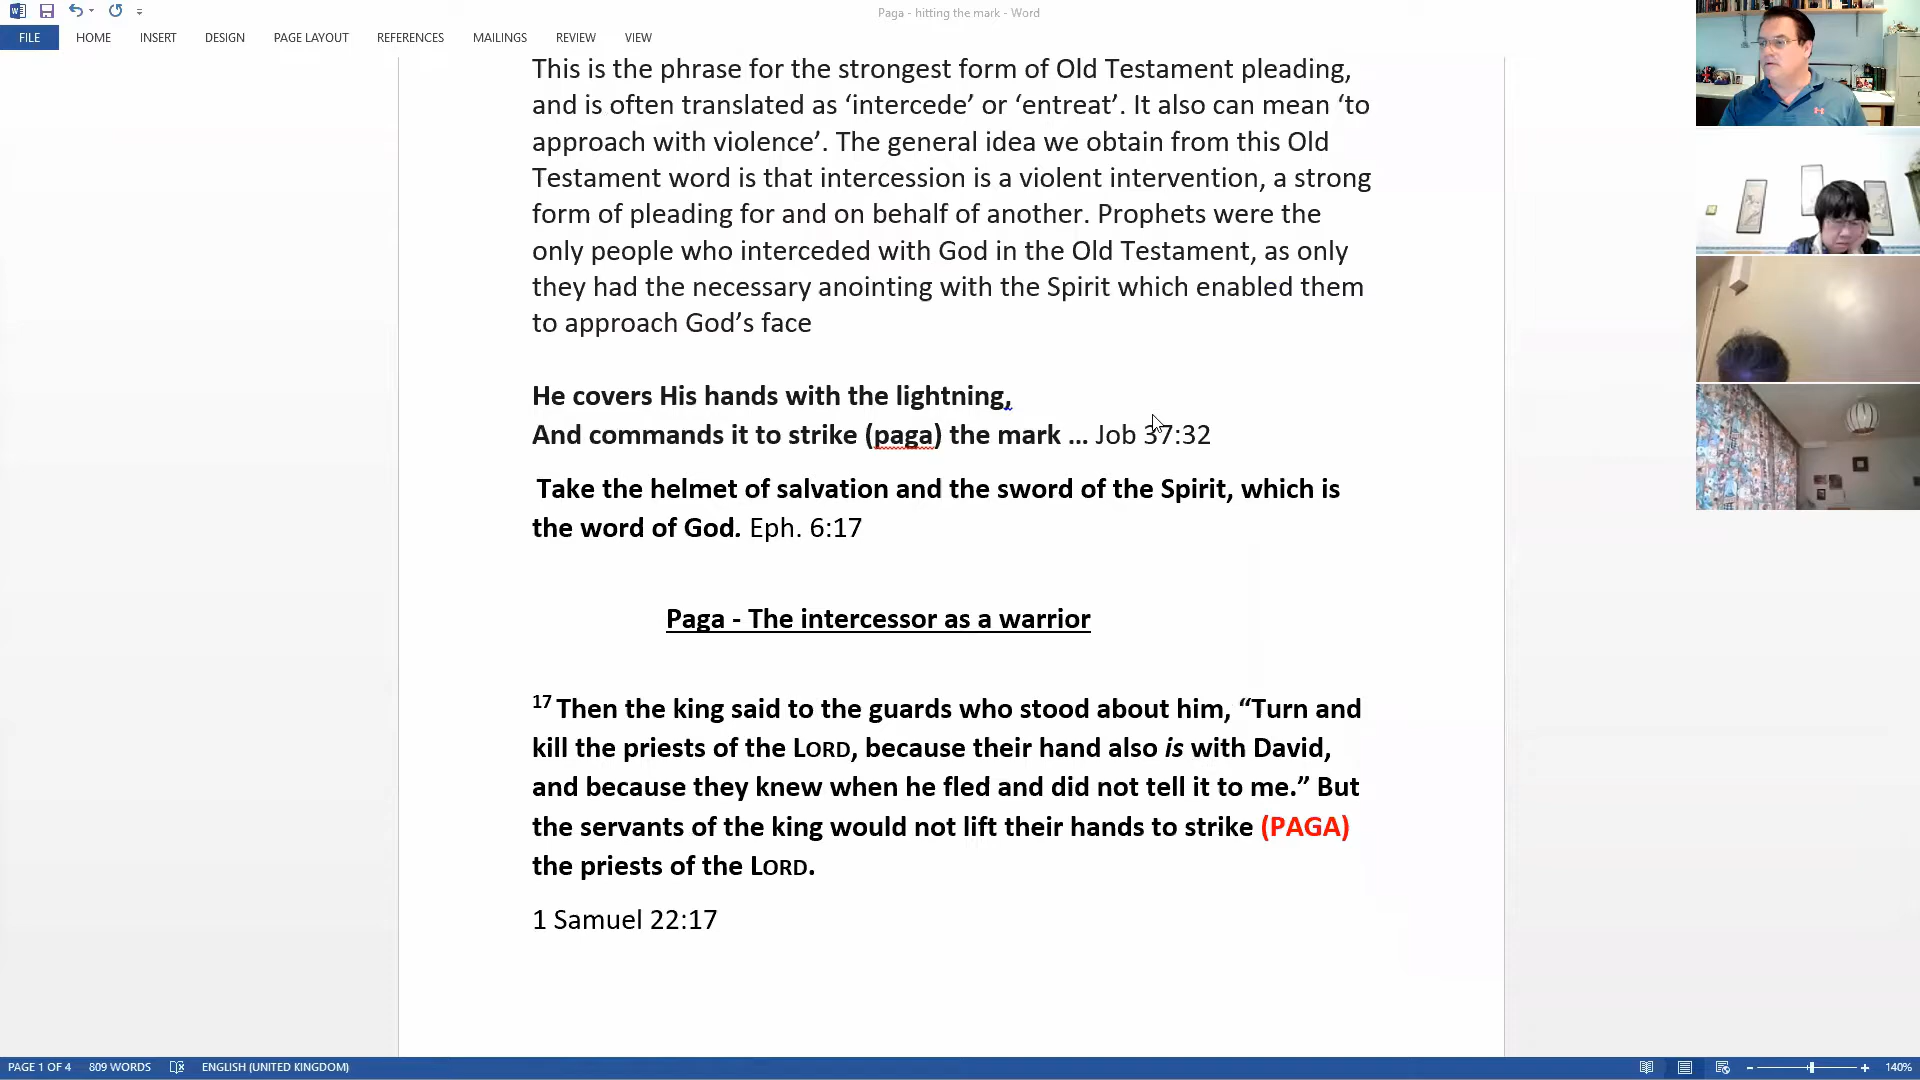 Paga - hitting the mark - Word
FILE HOME INSERT DESIGN PAGE LAYOUT REFERENCES MAILINGS REVIEW VIEW
This is the phrase for the strongest form of Old Testament pleading,
and is often translated as ‘intercede’ or ‘entreat’. It also can mean ‘to
approach with violence’. The general idea we obtain from this Old
Testament word is that intercession is a violent intervention, a strong
form of pleading for and on behalf of another. Prophets were the
only people who interceded with God in the Old Testament, as only
they had the necessary anointing with the Spirit which enabled them
to approach God’s face
He covers His hands with the lightning,
And commands it to strike (paga) the mark ... Job 37:32
Take the helmet of salvation and the sword of the Spirit, which is
the word of God. Eph. 6:17
Paga - The intercessor as a warrior
17 Then the king said to the guards who stood about him, “Turn and
kill the priests of the LORD, because their hand also is with David,
and because they knew when he fled and did not tell it to me.” But
the servants of the king would not lift their hands to strike (PAGA)
the priests of the LORD.
1 Samuel 22:17
PAGE 1 OF 4 809 WORDS ENGLISH (UNITED KINGDOM) 140%